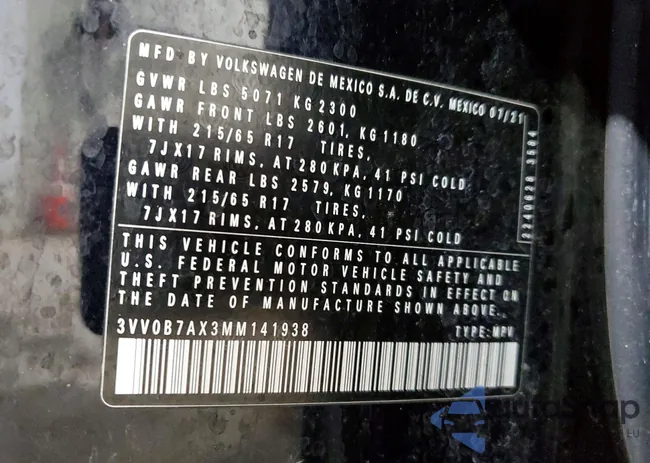 MFD BY VOLKSWAGEN DE MEXICO S.A. DE C.V. MEXICO 07/21
GVWR LBS 5071 KG 2300
GAWR FRONT LBS 2601, KG 1180
WITH 215/65 R17 TIRES,
7JX17 RIMS, AT 280 KPA, 41 PSI COLD
GAWR REAR LBS 2579, KG 1170
WITH 215/65 R17 TIRES,
7JX17 RIMS, AT 280 KPA, 41 PSI COLD
2240628 3504
THIS VEHICLE CONFORMS TO ALL APPLICABLE
U.S. FEDERAL MOTOR VEHICLE SAFETY AND
THEFT PREVENTION STANDARDS IN EFFECT ON
THE DATE OF MANUFACTURE SHOWN ABOVE.
3VV0B7AX3MM141938 TYPE: MPV
AutoShop
EU